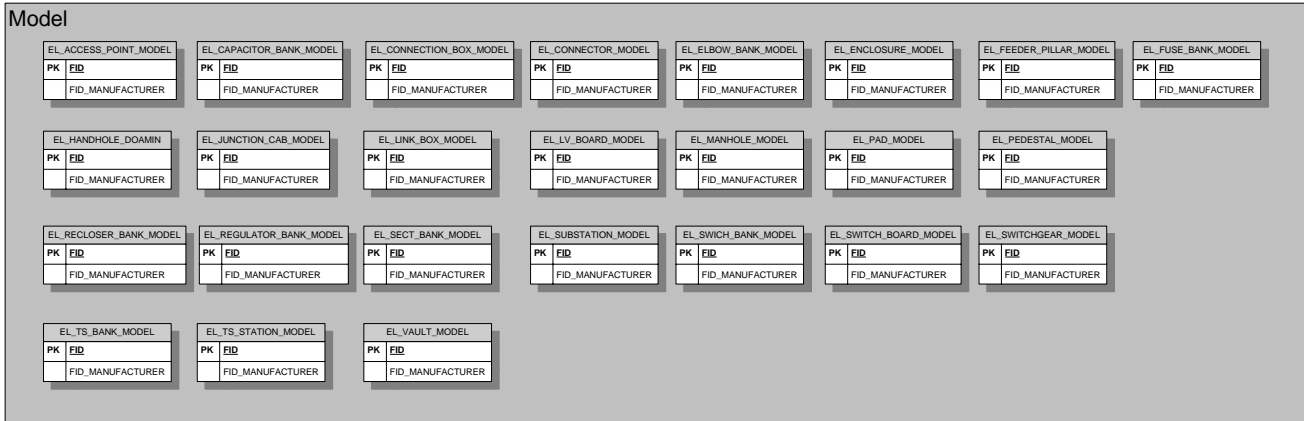 Model
EL_ACCESS_POINT_MODEL
PK FID
FID_MANUFACTURER
EL_CAPACITOR_BANK_MODEL
PK FID
FID_MANUFACTURER
EL_CONNECTION_BOX_MODEL
PK FID
FID_MANUFACTURER
EL_CONNECTOR_MODEL
PK FID
FID_MANUFACTURER
EL_ELBOW_BANK_MODEL
PK FID
FID_MANUFACTURER
EL_ENCLOSURE_MODEL
PK FID
FID_MANUFACTURER
EL_FEEDER_PILLAR_MODEL
PK FID
FID_MANUFACTURER
EL_FUSE_BANK_MODEL
PK FID
FID_MANUFACTURER
EL_HANDHOLE_DOAMIN
PK FID
FID_MANUFACTURER
EL_JUNCTION_CAB_MODEL
PK FID
FID_MANUFACTURER
EL_LINK_BOX_MODEL
PK FID
FID_MANUFACTURER
EL_LV_BOARD_MODEL
PK FID
FID_MANUFACTURER
EL_MANHOLE_MODEL
PK FID
FID_MANUFACTURER
EL_PAD_MODEL
PK FID
FID_MANUFACTURER
EL_PEDESTAL_MODEL
PK FID
FID_MANUFACTURER
EL_RECLOSER_BANK_MODEL
PK FID
FID_MANUFACTURER
EL_REGULATOR_BANK_MODEL
PK FID
FID_MANUFACTURER
EL_SECT_BANK_MODEL
PK FID
FID_MANUFACTURER
EL_SUBSTATION_MODEL
PK FID
FID_MANUFACTURER
EL_SWICH_BANK_MODEL
PK FID
FID_MANUFACTURER
EL_SWITCH_BOARD_MODEL
PK FID
FID_MANUFACTURER
EL_SWITCHGEAR_MODEL
PK FID
FID_MANUFACTURER
EL_TS_BANK_MODEL
PK FID
FID_MANUFACTURER
EL_TS_STATION_MODEL
PK FID
FID_MANUFACTURER
EL_VAULT_MODEL
PK FID
FID_MANUFACTURER